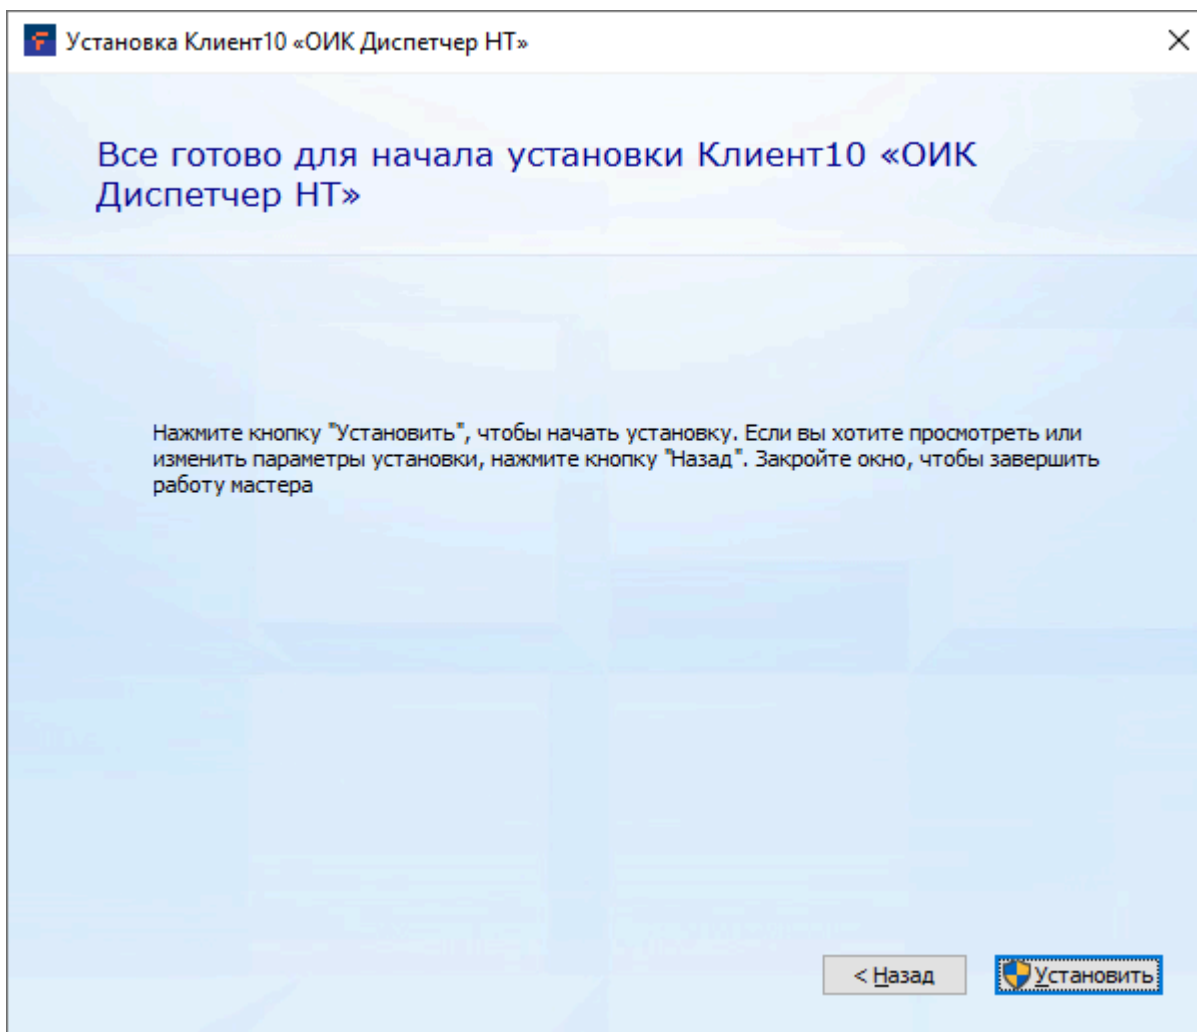 Установка Клиент10 «ОИК Диспетчер НТ»
Все готово для начала установки Клиент10 «ОИК
Диспетчер НТ»
Нажмите кнопку "Установить", чтобы начать установку. Если вы хотите просмотреть или
изменить параметры установки, нажмите кнопку "Назад". Закройте окно, чтобы завершить
работу мастера
< Назад
Установить